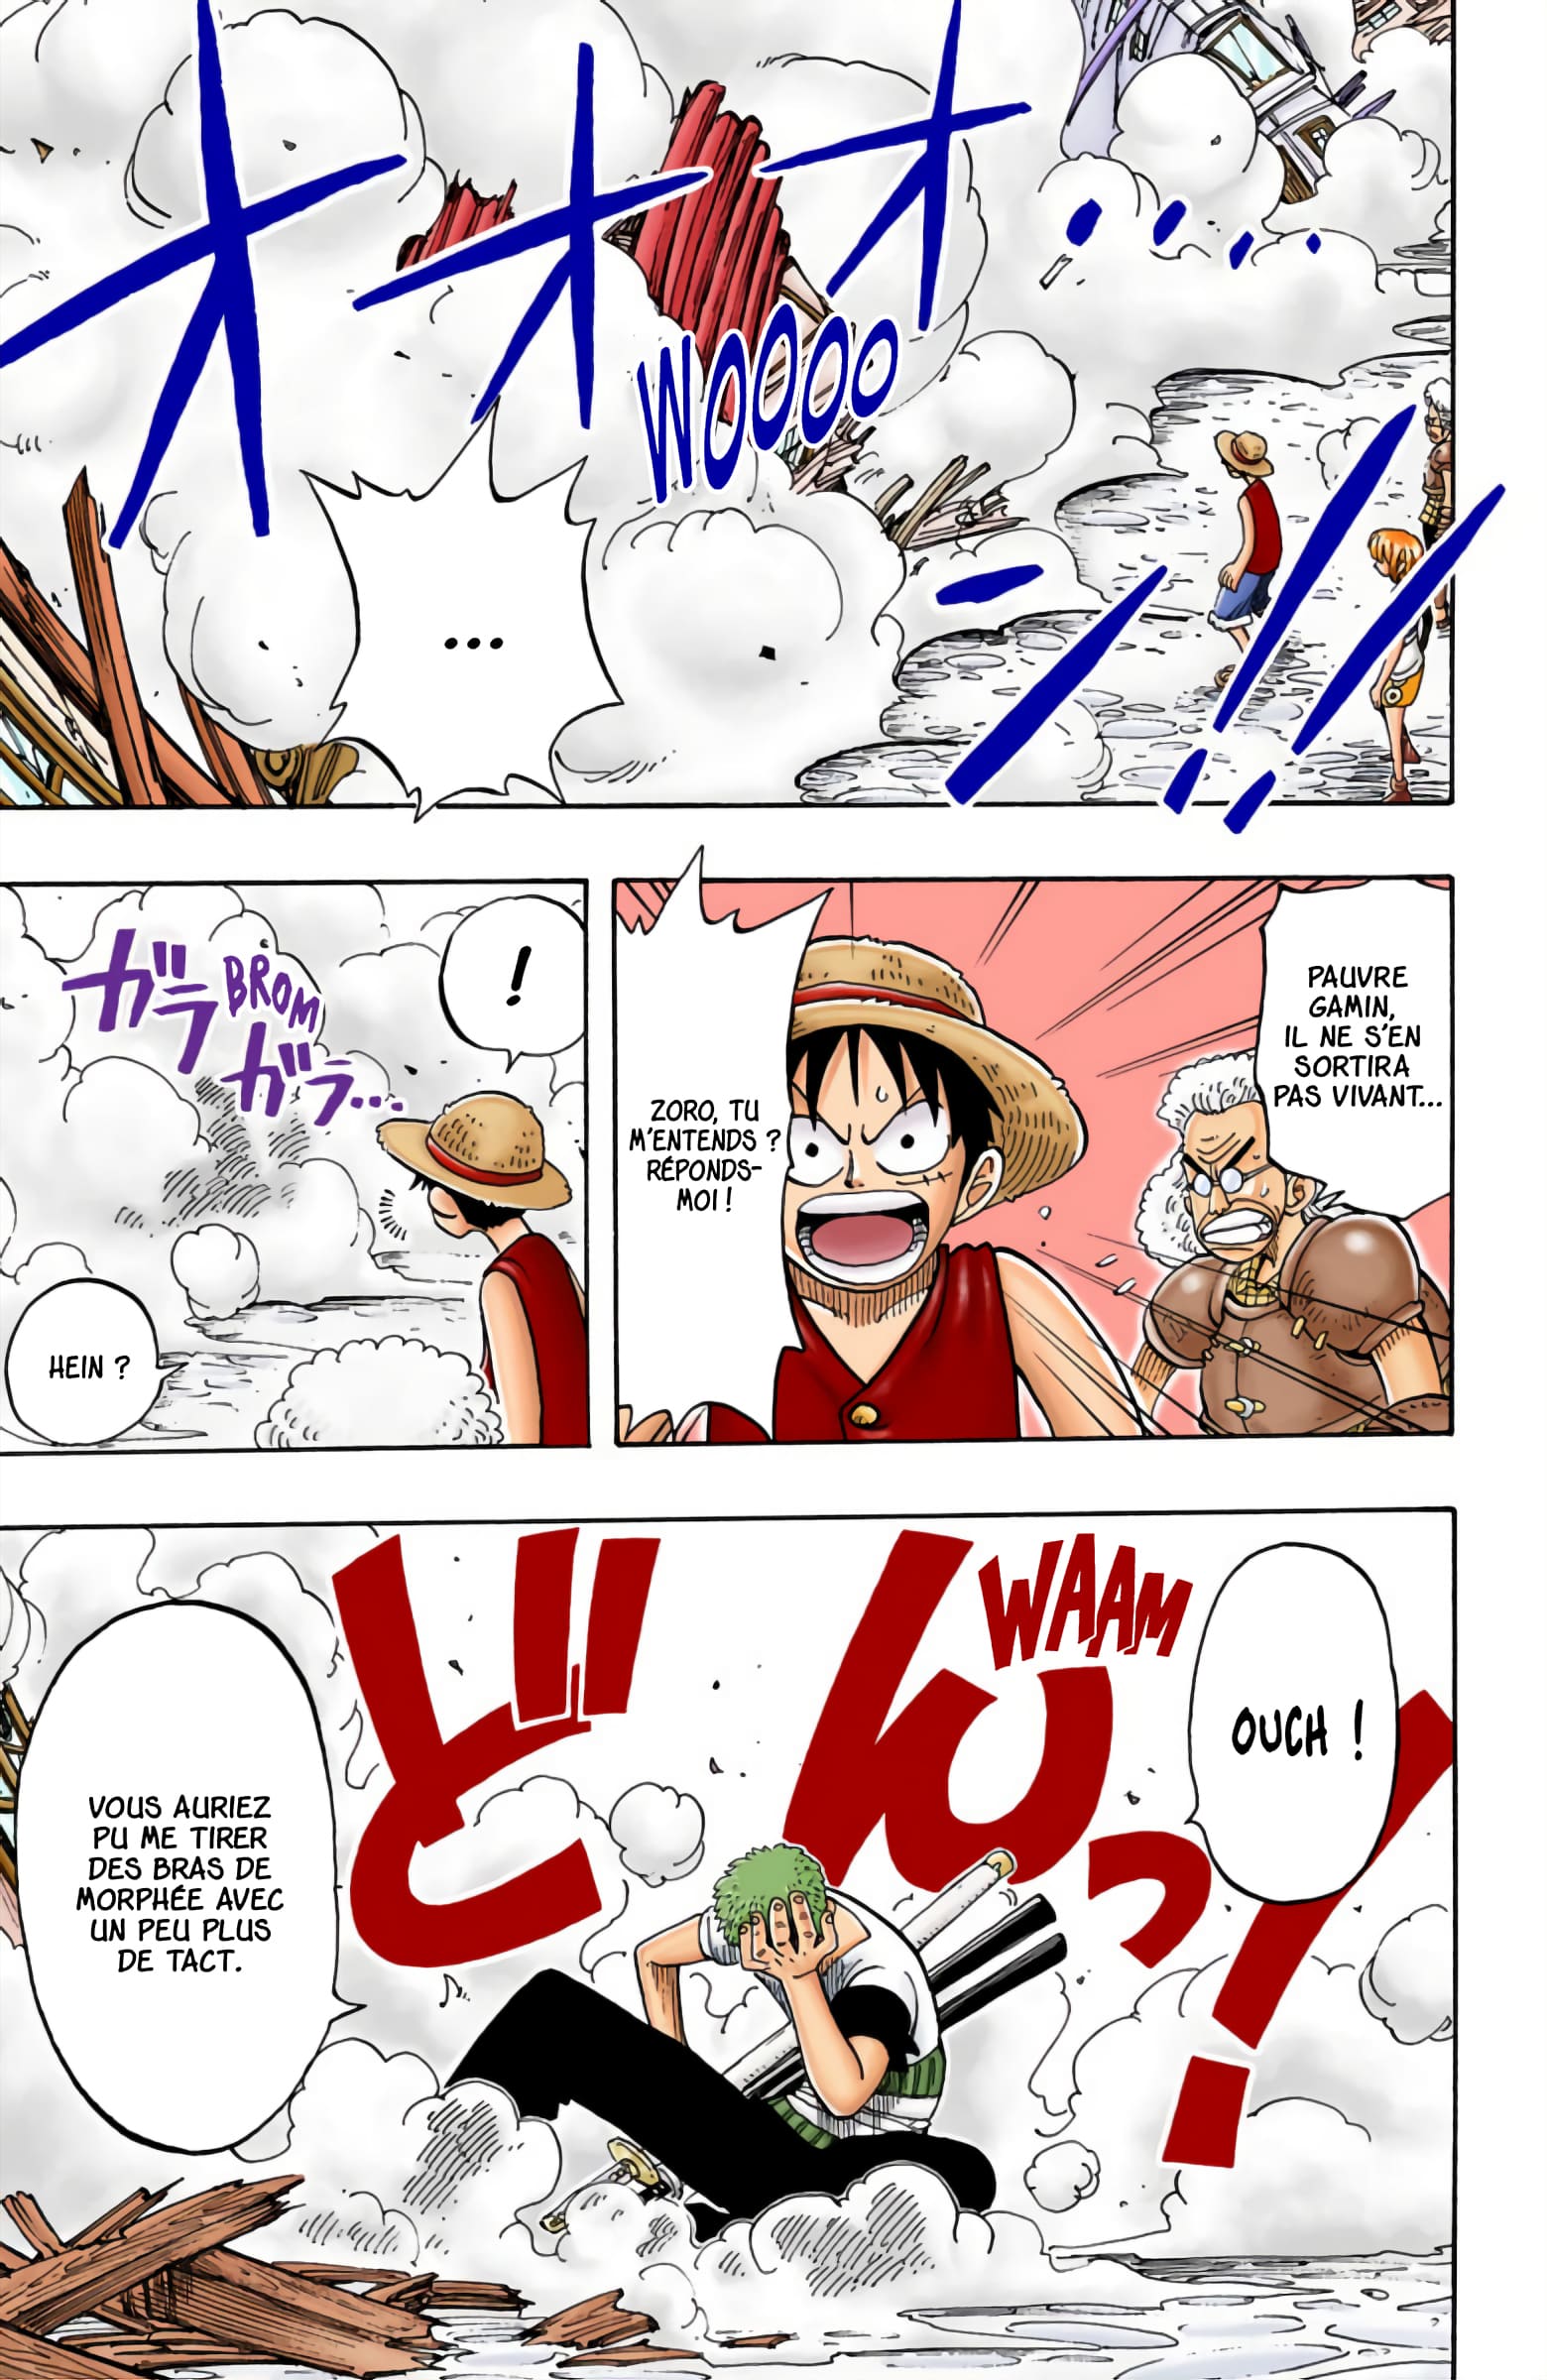 オオオ・・・・
WOOOO
ン!!
...
PAUVRE
GAMIN,
IL NE S'EN
SORTIRA
PAS VIVANT...
ZORO, TU
M'ENTENDS ?
RÉPONDS-
MOI !
!
BROM
ガラ
ガラ...
HEIN ?
OUCH !
WAAM
どんっ!
VOUS AURIEZ
PU ME TIRER
DES BRAS DE
MORPHÉE AVEC
UN PEU PLUS
DE TACT.